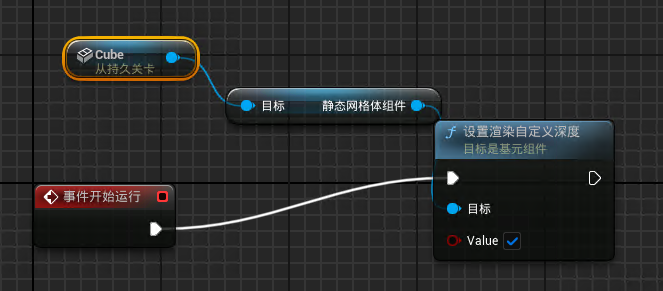 Cube
从持久关卡
目标 静态网格体组件
设置渲染自定义深度
目标是基元组件
事件开始运行
目标
Value